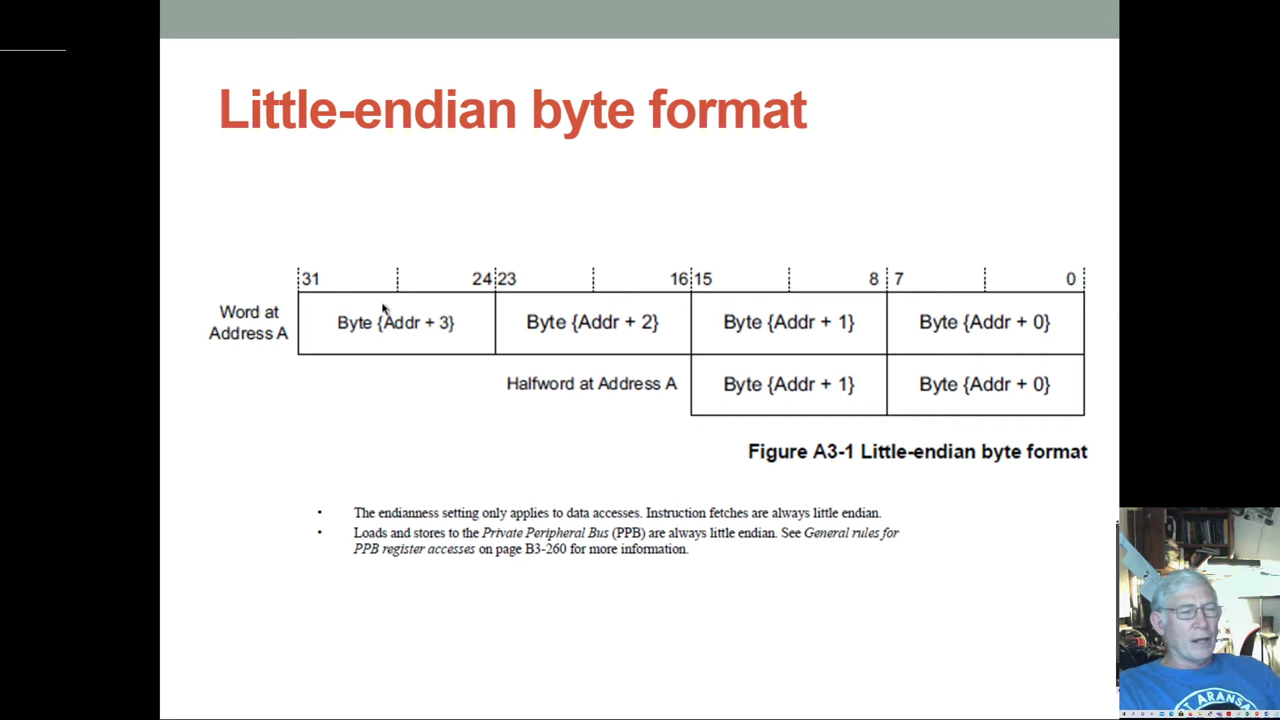 Little-endian byte format
31 24 23 16 15 8 7 0
Word at
Address A
Byte {Addr + 3} Byte {Addr + 2} Byte {Addr + 1} Byte {Addr + 0}
Halfword at Address A Byte {Addr + 1} Byte {Addr + 0}
Figure A3-1 Little-endian byte format
• The endianness setting only applies to data accesses. Instruction fetches are always little endian.
• Loads and stores to the Private Peripheral Bus (PPB) are always little endian. See General rules for
PPB register accesses on page B3-260 for more information.